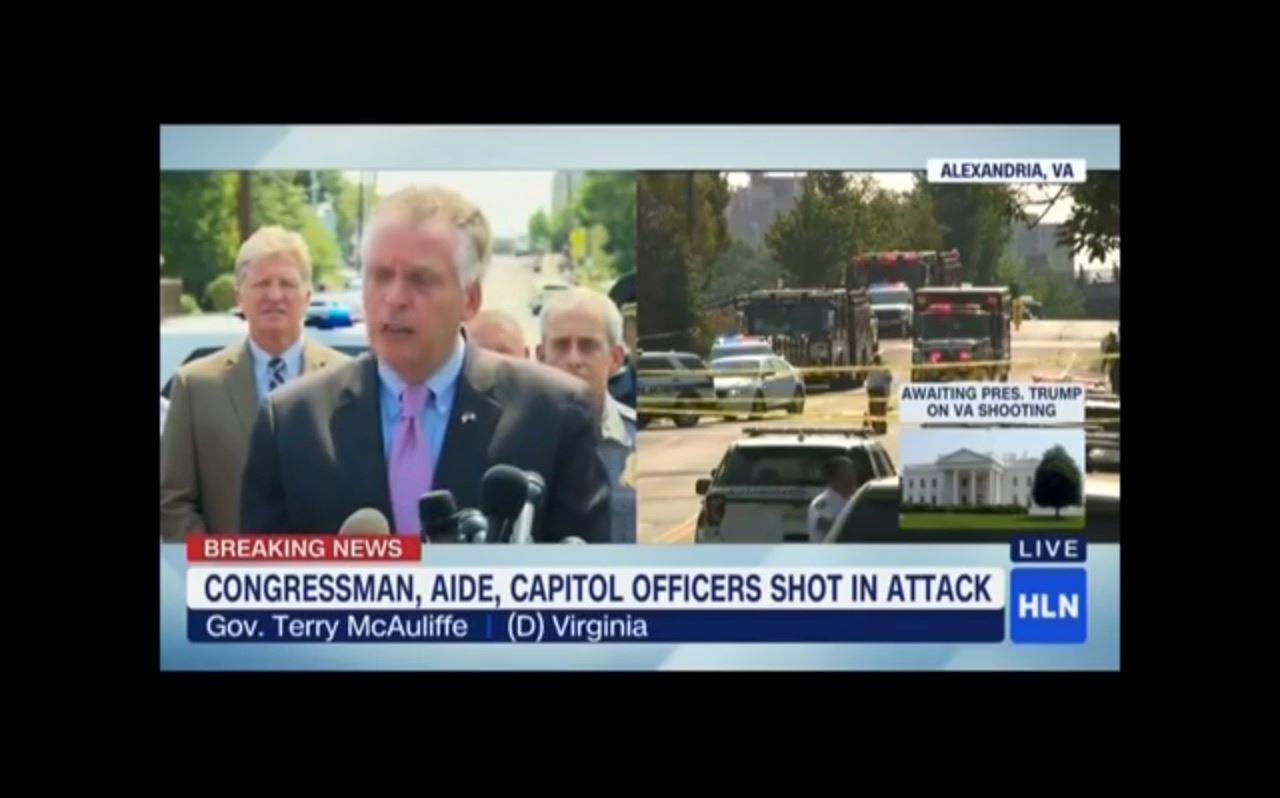 ALEXANDRIA, VA
AWAITING PRES. TRUMP
ON VA SHOOTING
BREAKING NEWS
LIVE
CONGRESSMAN, AIDE, CAPITOL OFFICERS SHOT IN ATTACK
HLN
Gov. Terry McAuliffe | (D) Virginia